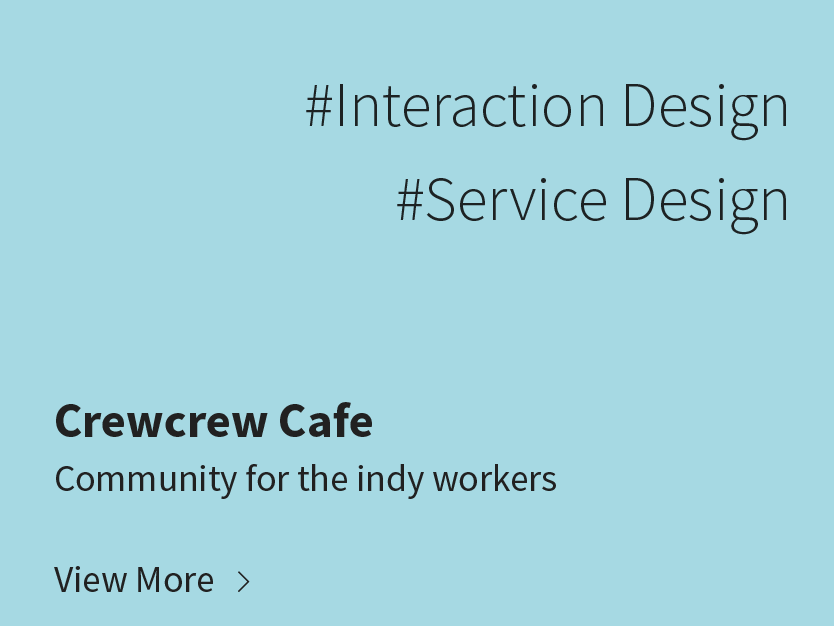 #Interaction Design
#Service Design
Crewcrew Cafe
Community for the indy workers
View More